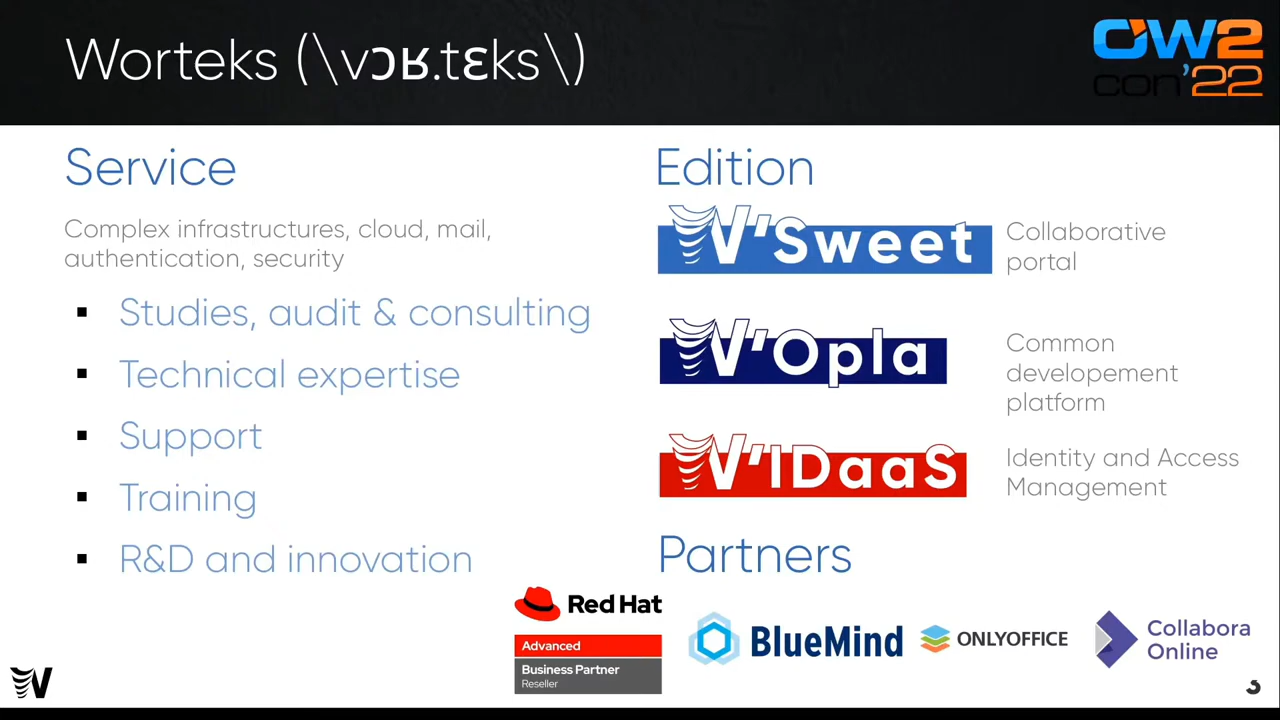 Worteks (\vɔʁ.tɛks\)
OW2
con'22
Service
Complex infrastructures, cloud, mail,
authentication, security
▪ Studies, audit & consulting
▪ Technical expertise
▪ Support
▪ Training
▪ R&D and innovation
Edition
W'Sweet
Collaborative
portal
W'Opla
Common
developement
platform
W'IDaaS
Identity and Access
Management
Partners
Red Hat
Advanced
Business Partner
Reseller
BlueMind
ONLYOFFICE
Collabora
Online
W
3